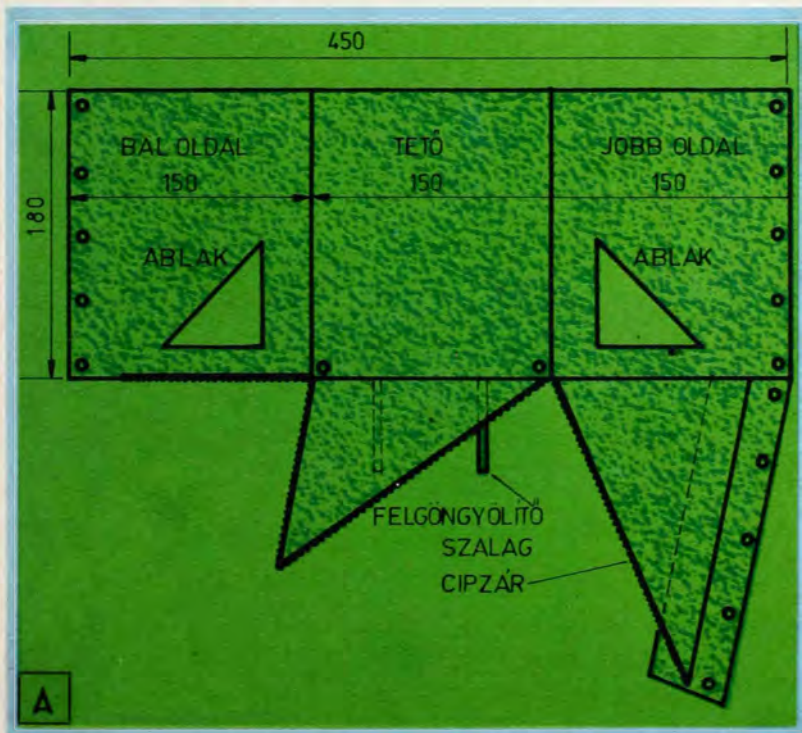 450
BAL OLDAL
TETŐ
JOBB OLDAL
150
150
150
180
ABLAK
ABLAK
FELGÖNGYÖLÍTŐ
SZALAG
CIPZÁR
A